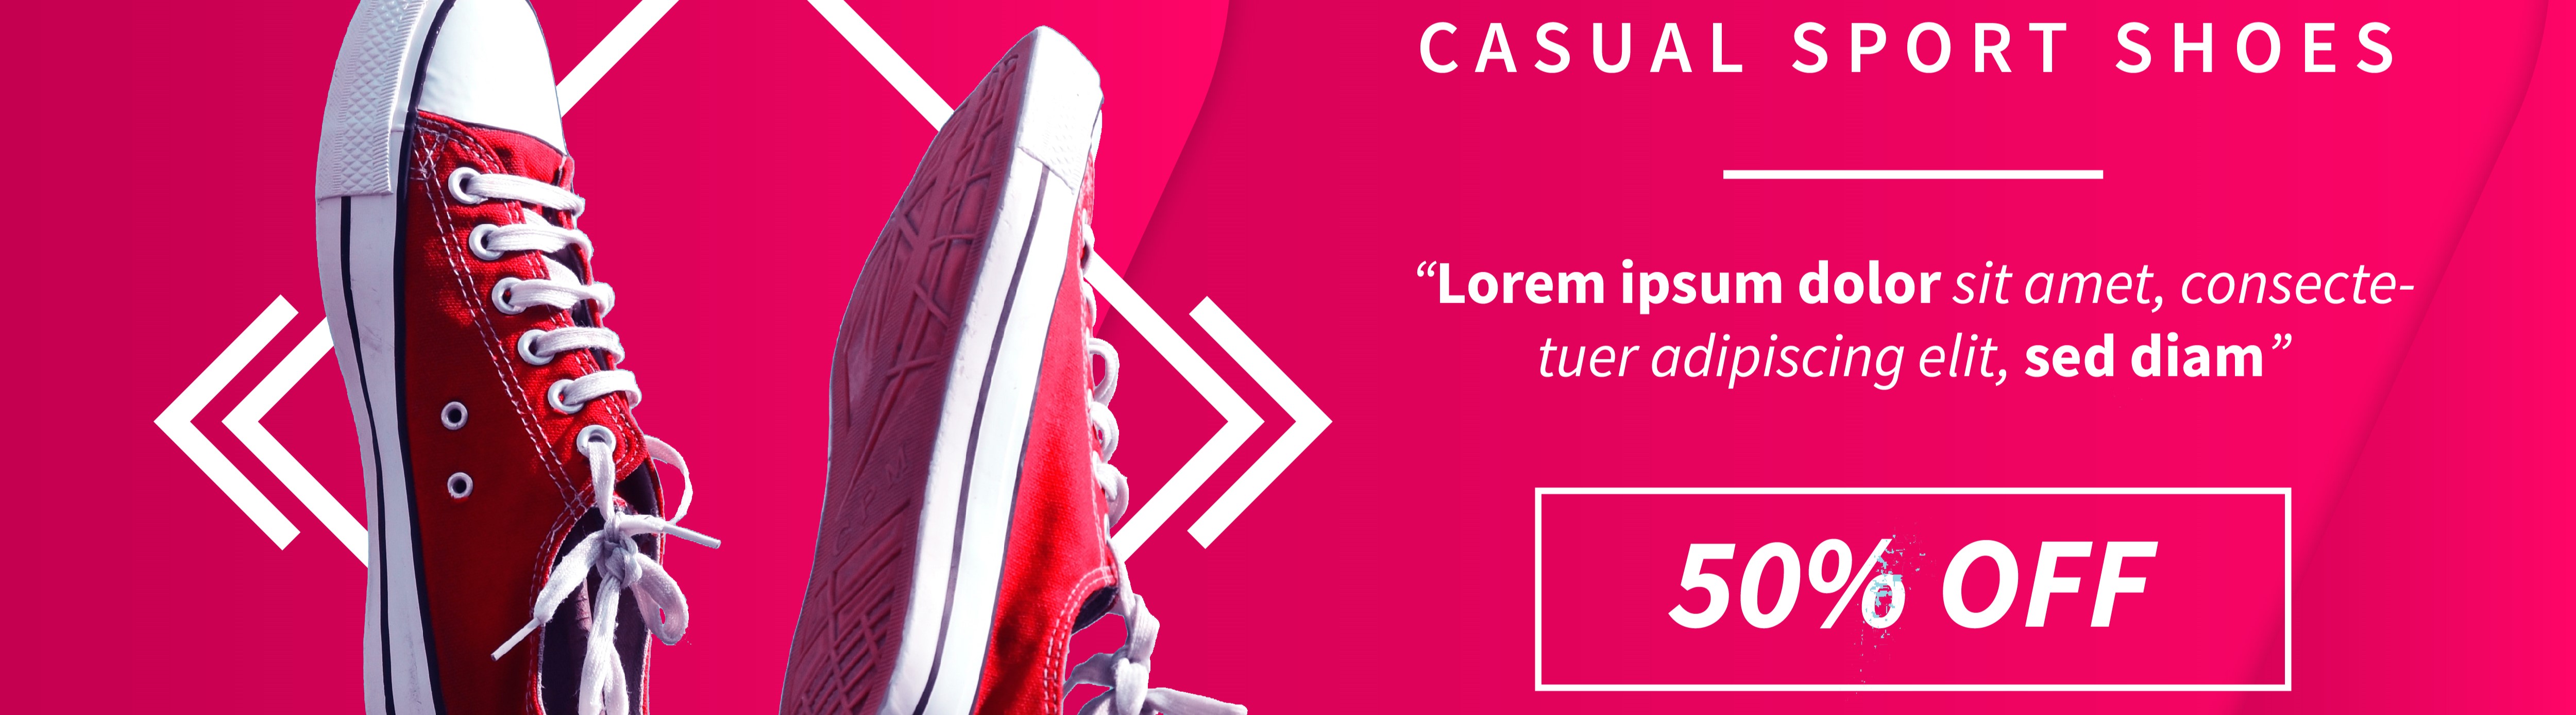 CASUAL SPORT SHOES
“Lorem ipsum dolor sit amet, consecte-
tuer adipiscing elit, sed diam”
50% OFF